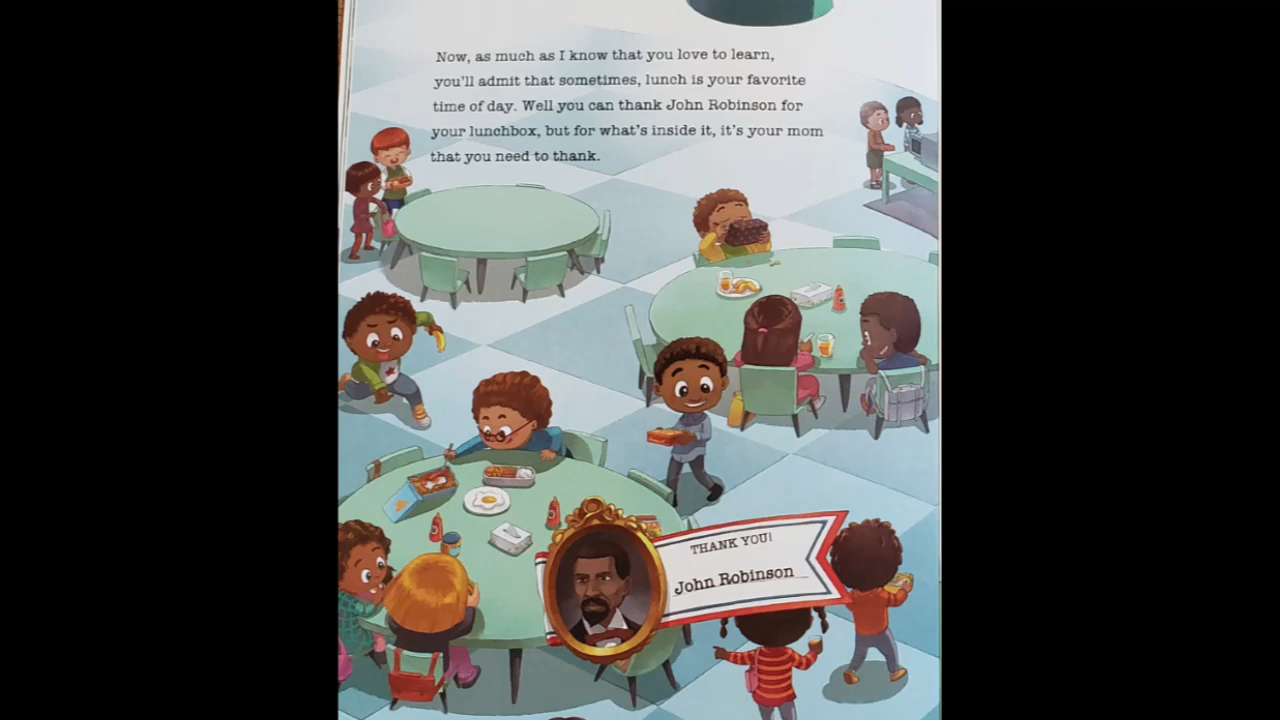 Now, as much as I know that you love to learn,
you'll admit that sometimes, lunch is your favorite
time of day. Well you can thank John Robinson for
your lunchbox, but for what's inside it, it's your mom
that you need to thank.
THANK YOU!
John Robinson